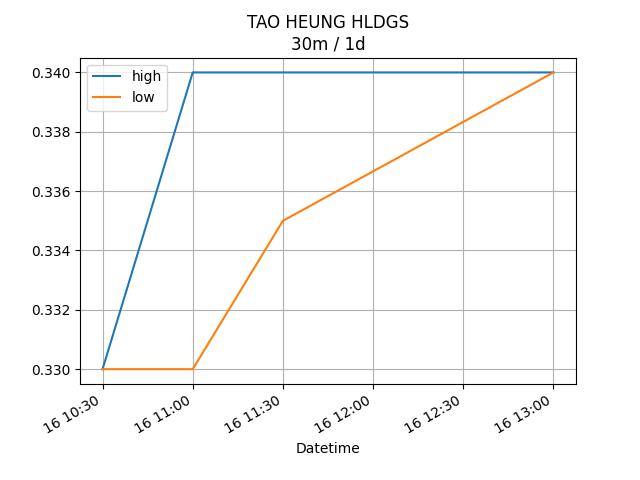 TAO HEUNG HLDGS
30m / 1d
high
low
0.340
0.338
0.336
0.334
0.332
0.330
16 10:30
16 11:00
16 11:30
16 12:00
16 12:30
16 13:00
Datetime